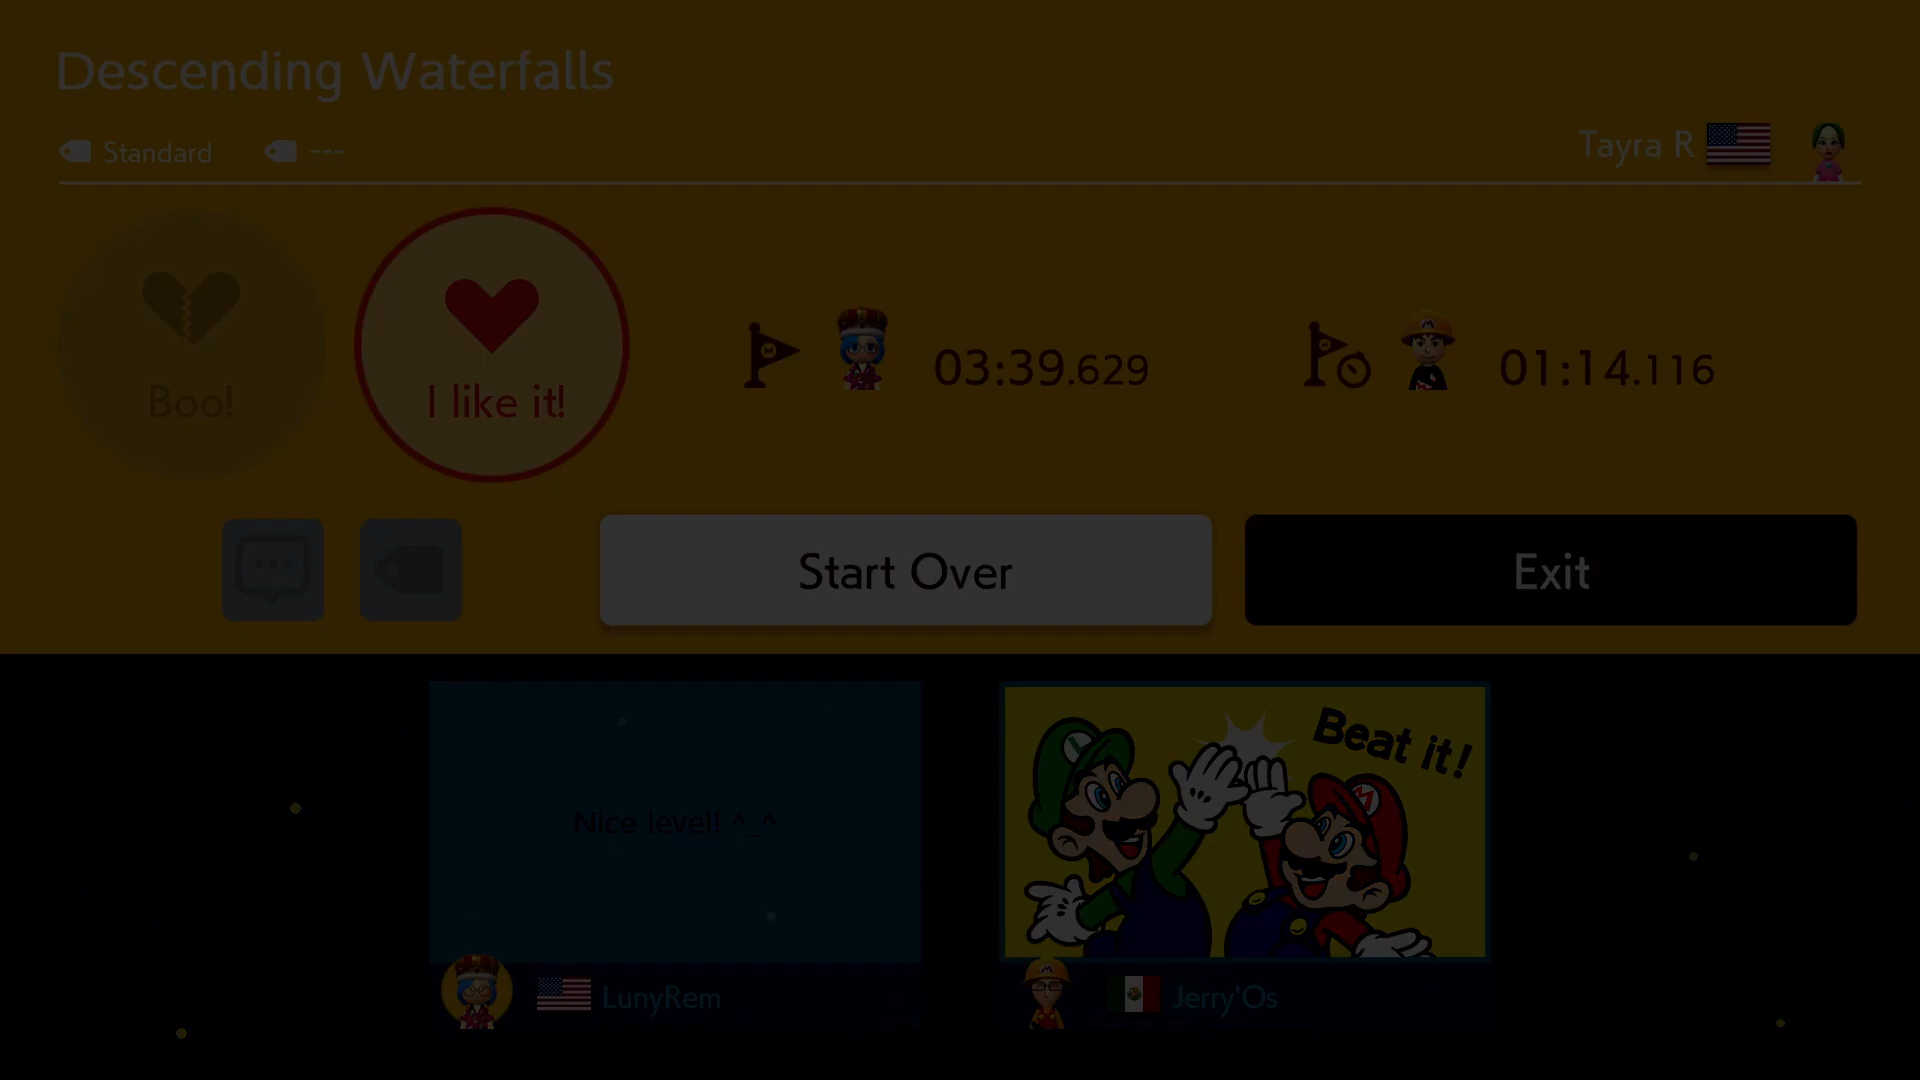 Descending Waterfalls
Standard
---
Tayra R
Boo!
I like it!
03:39.629
01:14.116
Start Over
Exit
Nice level! ^_^
Beat it!
LunyRem
Jerry'Os